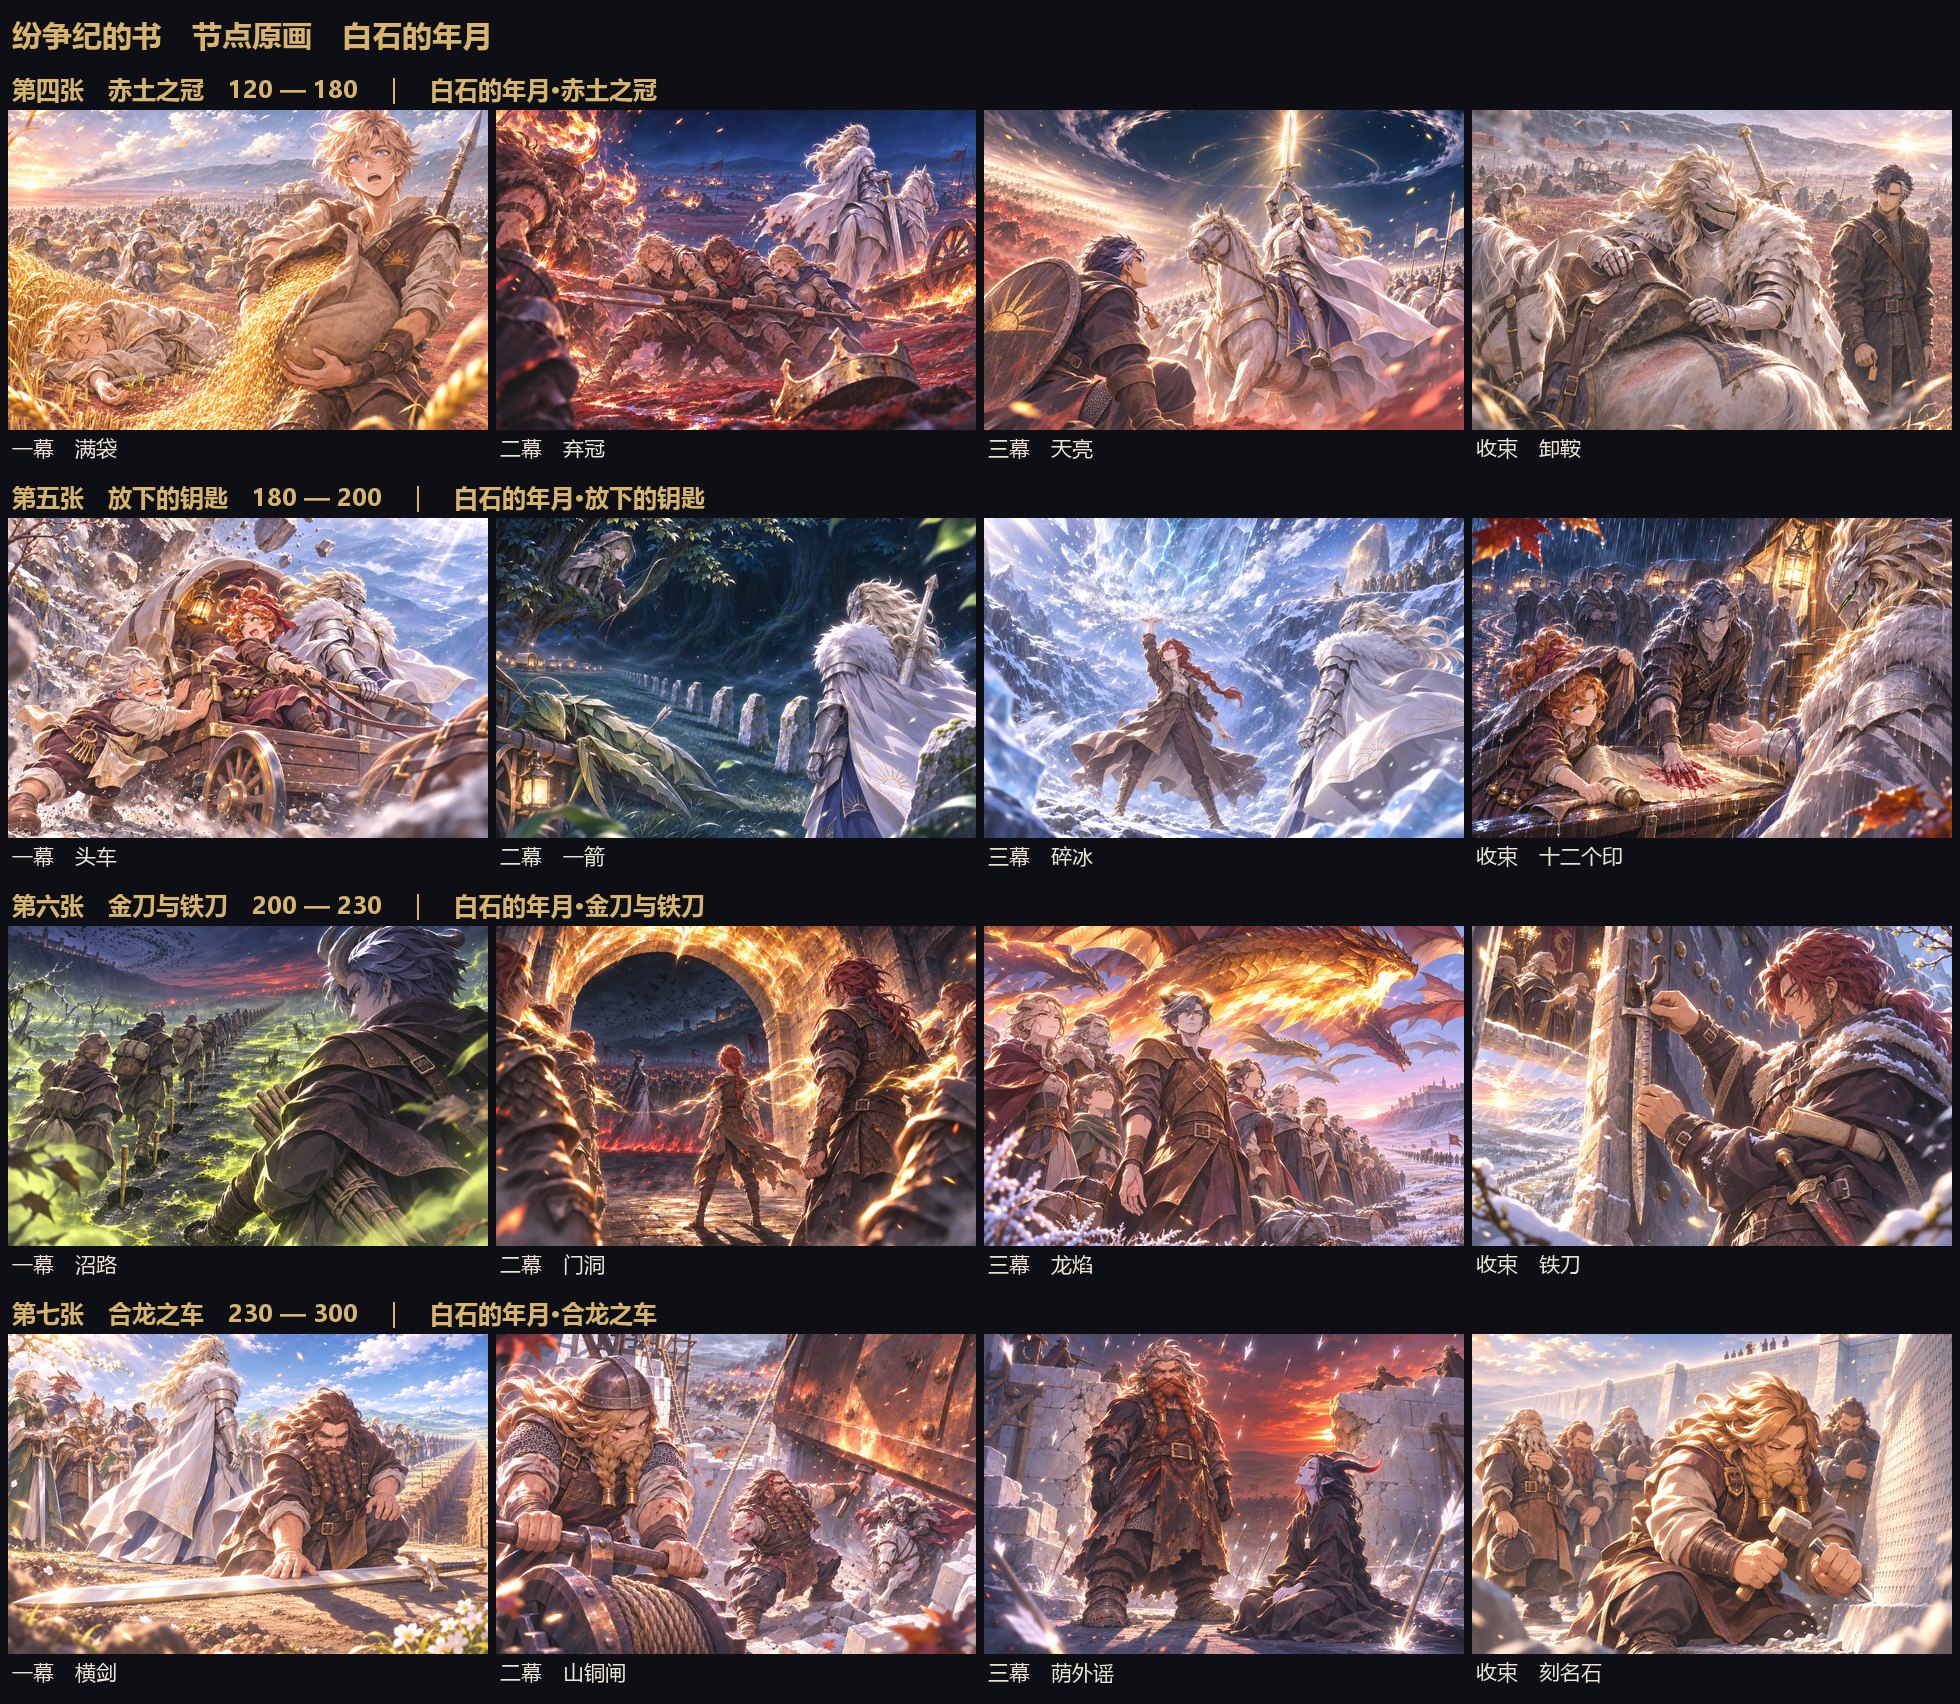 纷争纪的书　节点原画　白石的年月
第四张　赤土之冠　120 — 180　｜　白石的年月•赤土之冠
一幕　满袋
二幕　弃冠
三幕　天亮
收束　卸鞍
第五张　放下的钥匙　180 — 200　｜　白石的年月•放下的钥匙
一幕　头车
二幕　一箭
三幕　碎冰
收束　十二个印
第六张　金刀与铁刀　200 — 230　｜　白石的年月•金刀与铁刀
一幕　沼路
二幕　门洞
三幕　龙焰
收束　铁刀
第七张　合龙之车　230 — 300　｜　白石的年月•合龙之车
一幕　横剑
二幕　山铜闸
三幕　荫外谣
收束　刻名石